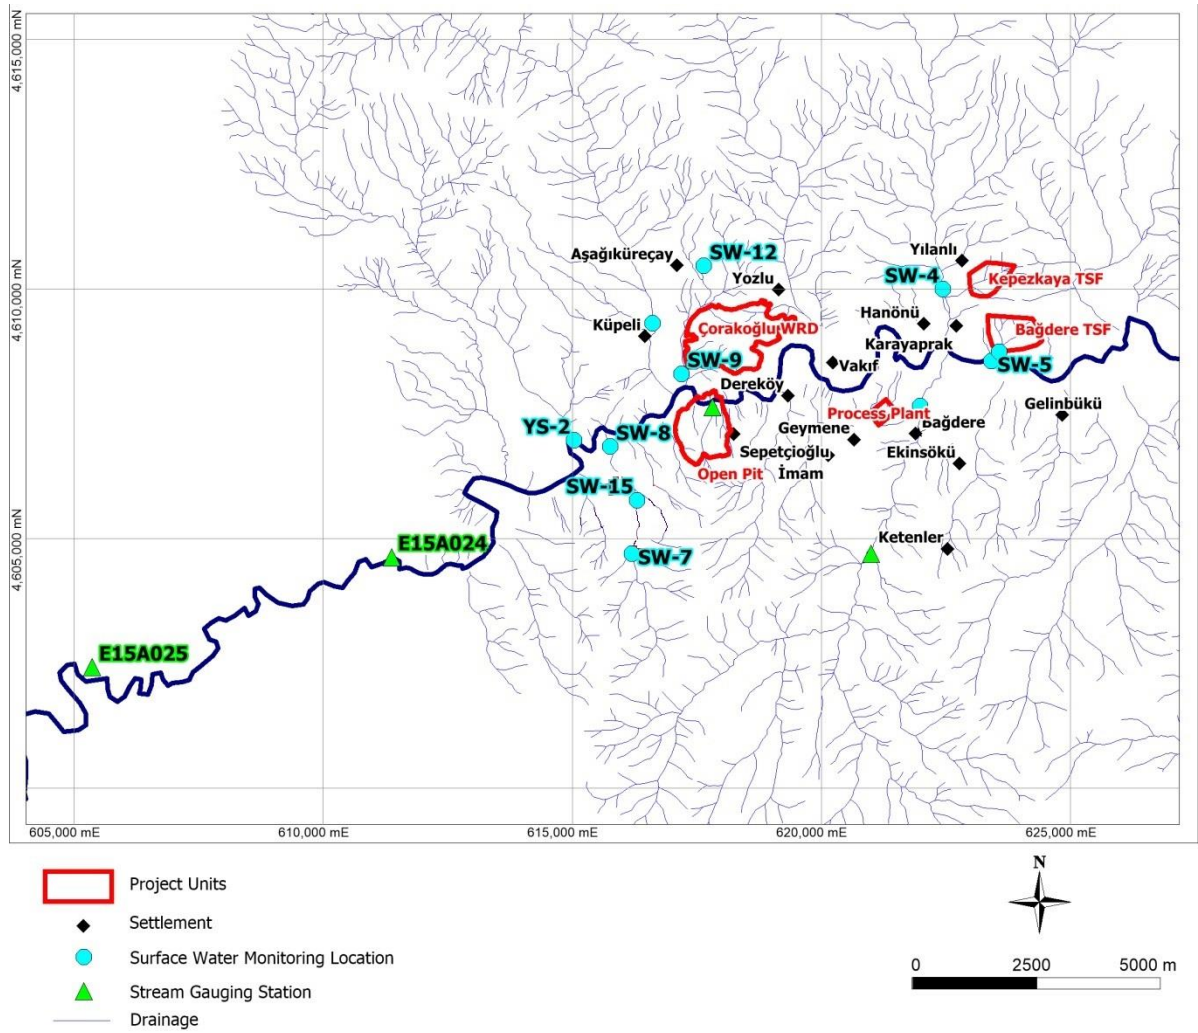 4,615,000 mN
Aşağıküreçay
SW-12
Yılanlı
Yozlu
SW-4
Kepezkaya TSF
4,610,000 mN
Küpeli
Çorakoğlu WRD
Hanönü
Bağdere TSF
Karayaprak
SW-9
Vakıf
SW-5
Dereköy
Process Plant
Gelinbükü
YS-2
SW-8
Geymene
Bağdere
Sepetçioğlu
Ekinsökü
Open Pit
İmam
SW-15
E15A024
Ketenler
4,605,000 mN
SW-7
E15A025
605,000 mE
610,000 mE
615,000 mE
620,000 mE
625,000 mE
Project Units
Settlement
Surface Water Monitoring Location
Stream Gauging Station
Drainage
N
0 2500 5000 m